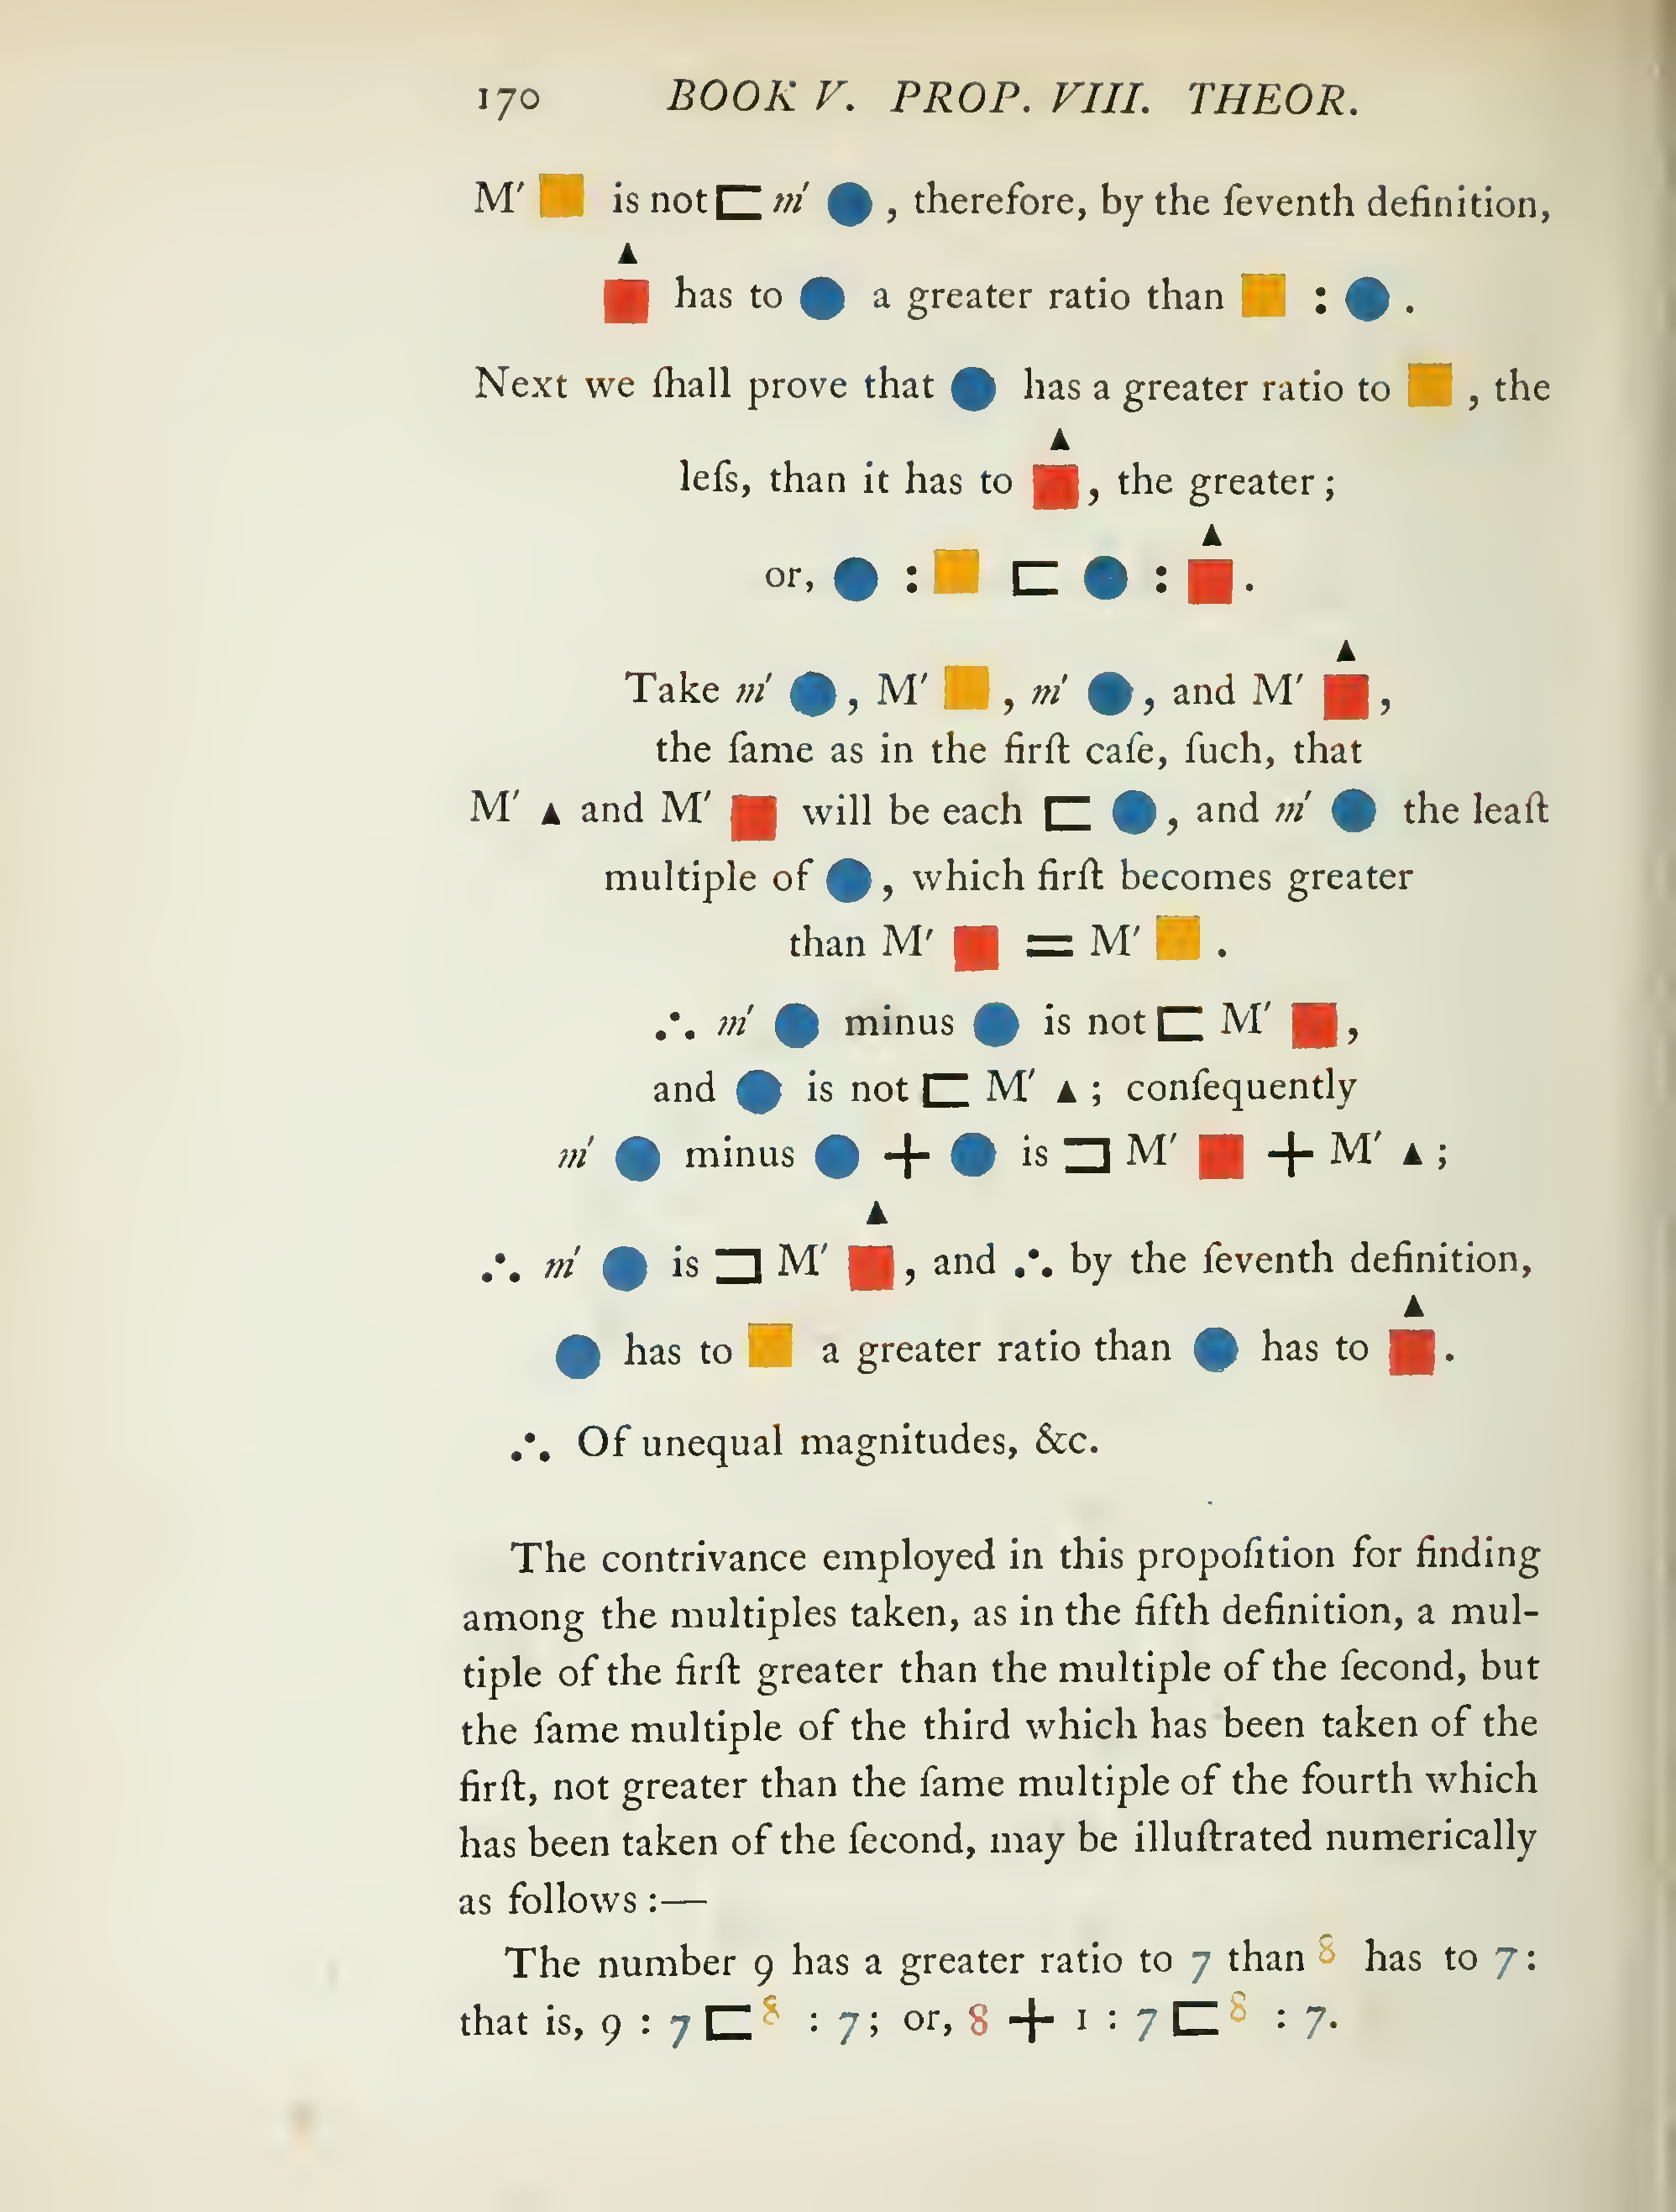 170 BOOK V. PROP. VIII. THEOR.
M′ 🟨 is not ⊏ m′ 🔵 , therefore, by the ſeventh definition,
▲
🟥 has to 🔵 a greater ratio than 🟨 : 🔵 .
Next we ſhall prove that 🔵 has a greater ratio to 🟨 , the
▲
leſs, than it has to 🟥 , the greater ;
▲
or, 🔵 : 🟨 ⊏ 🔵 : 🟥 .
▲
Take m′ 🔵 , M′ 🟨 , m′ 🔵 , and M′ 🟥 ,
the ſame as in the firſt caſe, ſuch, that
M′ ▲ and M′ 🟥 will be each ⊏ 🔵 , and m′ 🔵 the leaſt
multiple of 🔵 , which firſt becomes greater
than M′ 🟥 = M′ 🟨 .
∴ m′ 🔵 minus 🔵 is not ⊏ M′ 🟥 ,
and 🔵 is not ⊏ M′ ▲ ; conſequently
m′ 🔵 minus 🔵 + 🔵 is ⊐ M′ 🟥 + M′ ▲ ;
▲
∴ m′ 🔵 is ⊐ M′ 🟥 , and ∴ by the ſeventh definition,
▲
🔵 has to 🟨 a greater ratio than 🔵 has to 🟥 .
∴ Of unequal magnitudes, &c.
The contrivance employed in this propoſition for finding
among the multiples taken, as in the fifth definition, a mul-
tiple of the firſt greater than the multiple of the ſecond, but
the ſame multiple of the third which has been taken of the
firſt, not greater than the ſame multiple of the fourth which
has been taken of the ſecond, may be illuſtrated numerically
as follows :—
The number 9 has a greater ratio to 7 than 8 has to 7 :
that is, 9 : 7 ⊏ 8 : 7 ; or, 8 + 1 : 7 ⊏ 8 : 7.